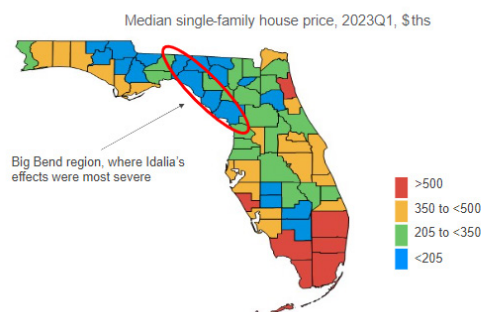 Median single-family house price, 2023Q1, $ths
Big Bend region, where Idalia's
effects were most severe
>500
350 to <500
205 to <350
<205